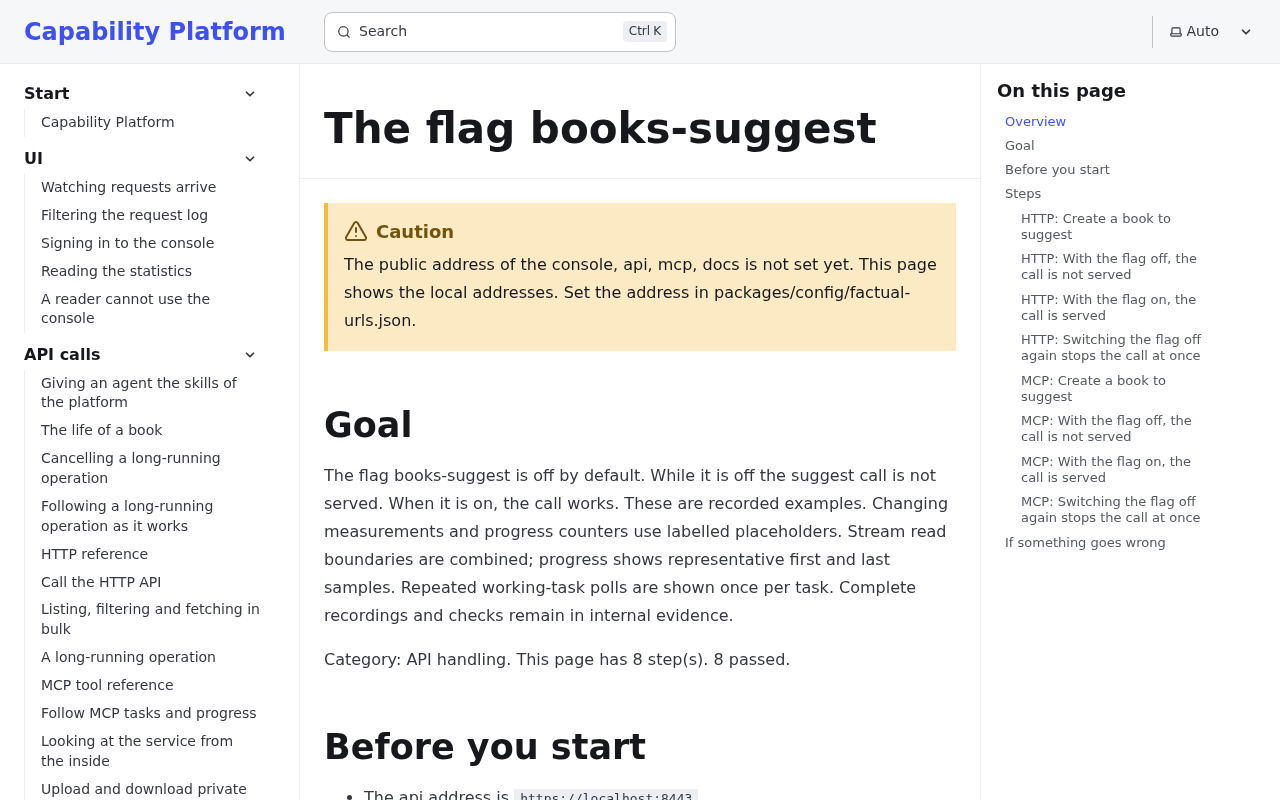 Capability Platform
Search
Ctrl K
Auto
Start
Capability Platform
UI
Watching requests arrive
Filtering the request log
Signing in to the console
Reading the statistics
A reader cannot use the
console
API calls
Giving an agent the skills of
the platform
The life of a book
Cancelling a long-running
operation
Following a long-running
operation as it works
HTTP reference
Call the HTTP API
Listing, filtering and fetching in
bulk
A long-running operation
MCP tool reference
Follow MCP tasks and progress
Looking at the service from
the inside
Upload and download private
The flag books-suggest
Caution
The public address of the console, api, mcp, docs is not set yet. This page
shows the local addresses. Set the address in packages/config/factual-
urls.json.
Goal
The flag books-suggest is off by default. While it is off the suggest call is not
served. When it is on, the call works. These are recorded examples. Changing
measurements and progress counters use labelled placeholders. Stream read
boundaries are combined; progress shows representative first and last
samples. Repeated working-task polls are shown once per task. Complete
recordings and checks remain in internal evidence.
Category: API handling. This page has 8 step(s). 8 passed.
Before you start
The api address is https://localhost:8443
On this page
Overview
Goal
Before you start
Steps
HTTP: Create a book to
suggest
HTTP: With the flag off, the
call is not served
HTTP: With the flag on, the
call is served
HTTP: Switching the flag off
again stops the call at once
MCP: Create a book to
suggest
MCP: With the flag off, the
call is not served
MCP: With the flag on, the
call is served
MCP: Switching the flag off
again stops the call at once
If something goes wrong